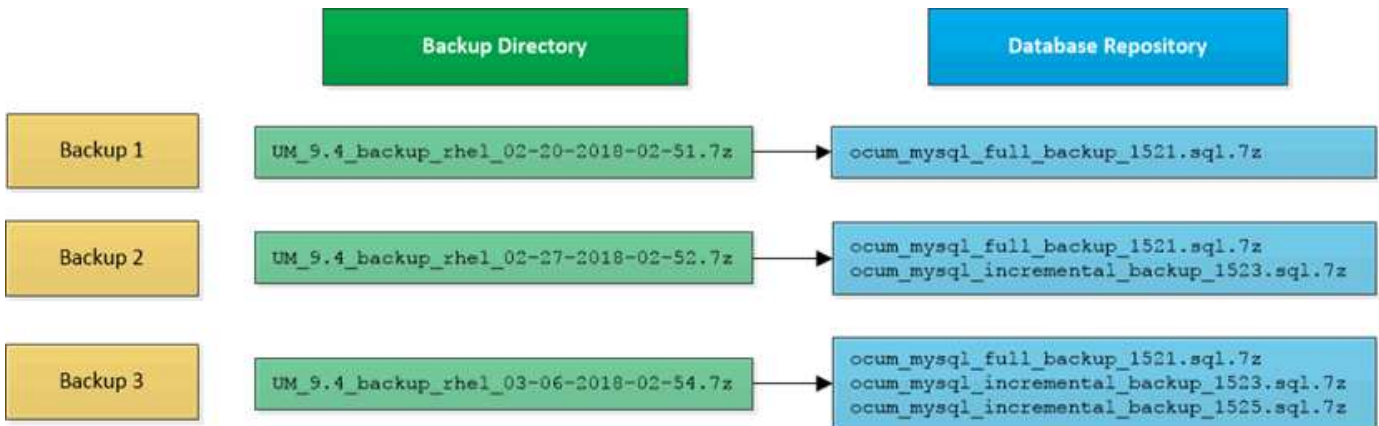 Backup Directory
Database Repository
Backup 1
UM_9.4_backup_rhel_02-20-2018-02-51.7z
ocum_mysql_full_backup_1521.sql.7z
Backup 2
UM_9.4_backup_rhel_02-27-2018-02-52.7z
ocum_mysql_full_backup_1521.sql.7z
ocum_mysql_incremental_backup_1523.sql.7z
Backup 3
UM_9.4_backup_rhel_03-06-2018-02-54.7z
ocum_mysql_full_backup_1521.sql.7z
ocum_mysql_incremental_backup_1523.sql.7z
ocum_mysql_incremental_backup_1525.sql.7z